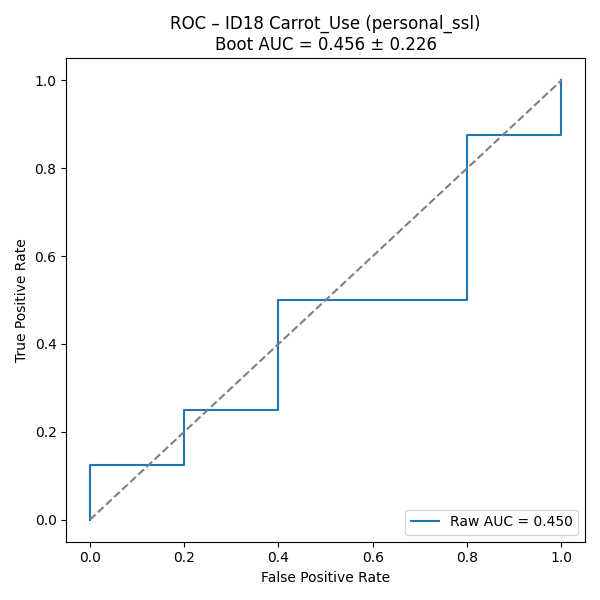 ROC – ID18 Carrot_Use (personal_ssl)
Boot AUC = 0.456 ± 0.226
1.0
0.8
0.6
0.4
0.2
0.0
True Positive Rate
Raw AUC = 0.450
0.0 0.2 0.4 0.6 0.8 1.0
False Positive Rate